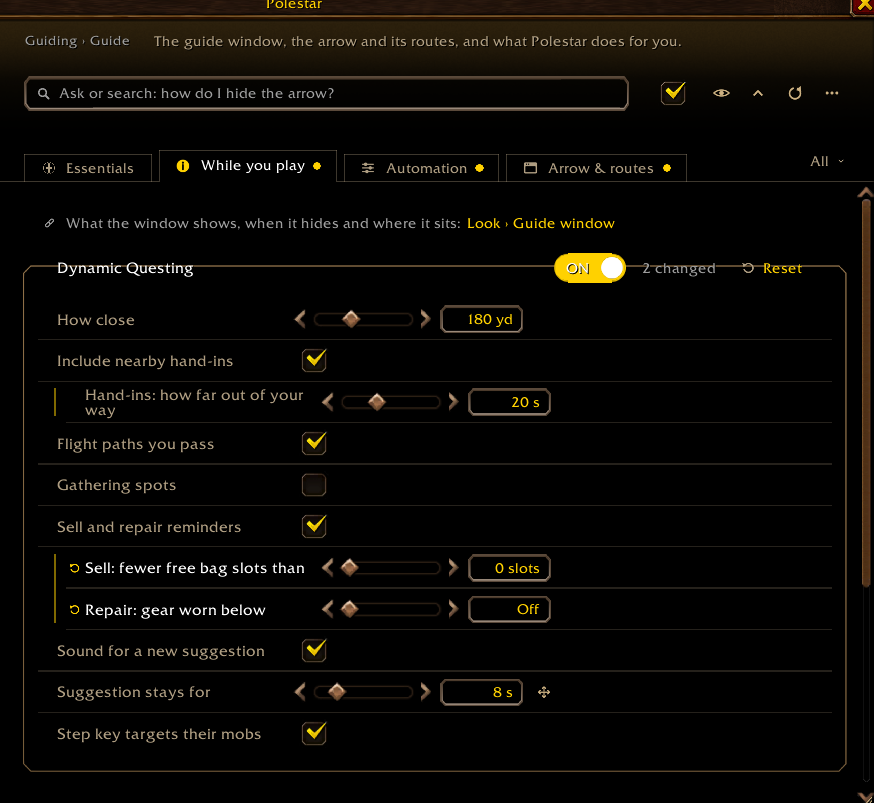 Polestar
Guiding › Guide
The guide window, the arrow and its routes, and what Polestar does for you.
Ask or search: how do I hide the arrow?
Essentials
While you play
Automation
Arrow & routes
All
What the window shows, when it hides and where it sits: Look › Guide window
Dynamic Questing
ON
2 changed
Reset
How close
180 yd
Include nearby hand-ins
Hand-ins: how far out of your
way
20 s
Flight paths you pass
Gathering spots
Sell and repair reminders
Sell: fewer free bag slots than
0 slots
Repair: gear worn below
Off
Sound for a new suggestion
Suggestion stays for
8 s
Step key targets their mobs